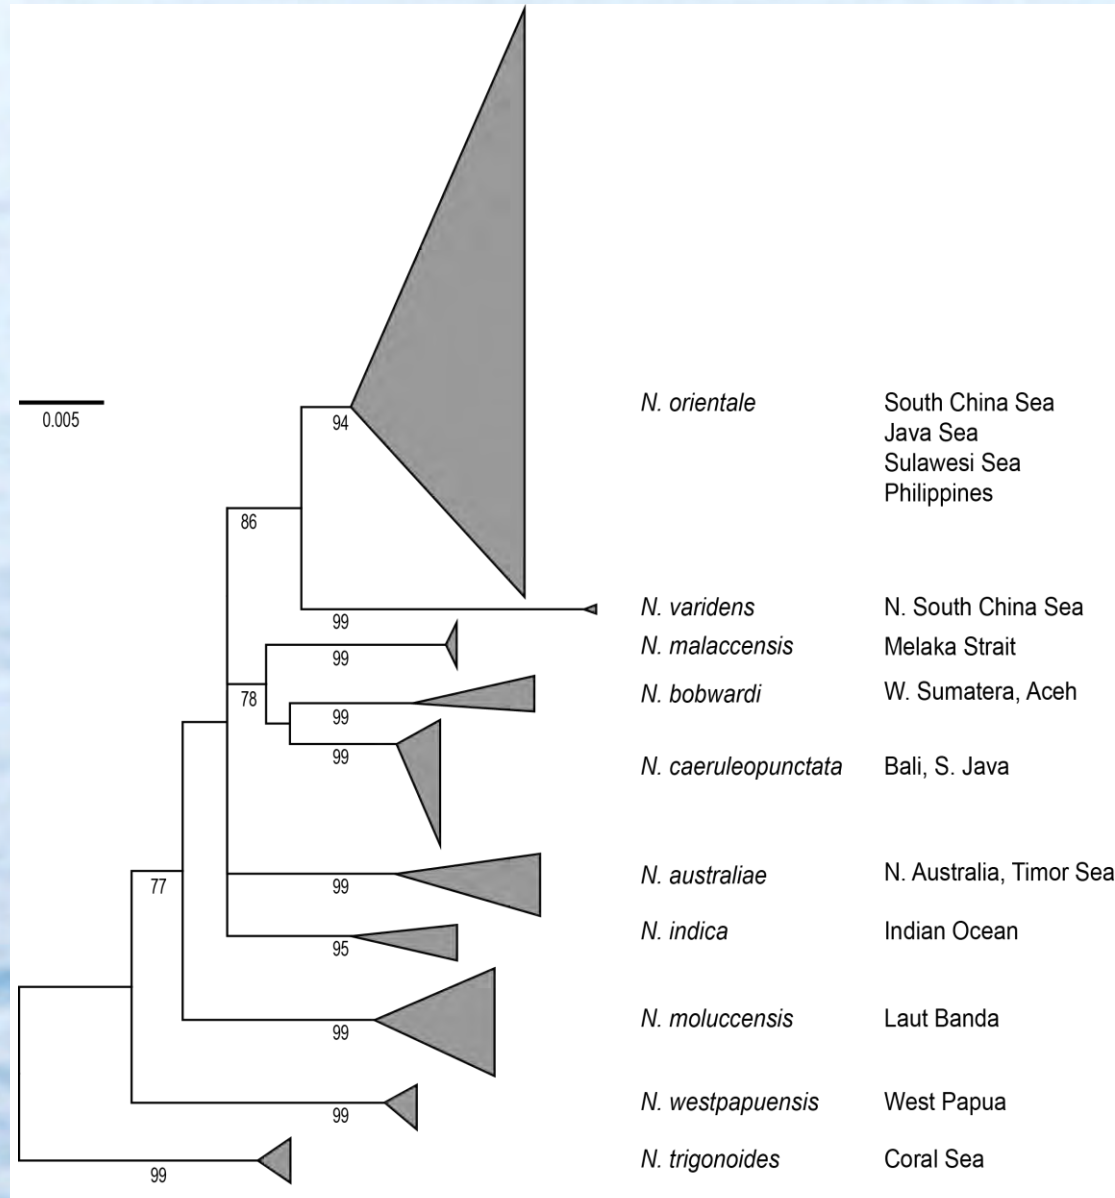 0.005
94
N. orientale
South China Sea
Java Sea
Sulawesi Sea
Philippines
86
99
N. varidens
N. South China Sea
99
N. malaccensis
Melaka Strait
78
99
N. bobwardi
W. Sumatera, Aceh
99
N. caeruleopunctata
Bali, S. Java
77
99
N. australiae
N. Australia, Timor Sea
95
N. indica
Indian Ocean
99
N. moluccensis
Laut Banda
99
N. westpapuensis
West Papua
99
N. trigonoides
Coral Sea